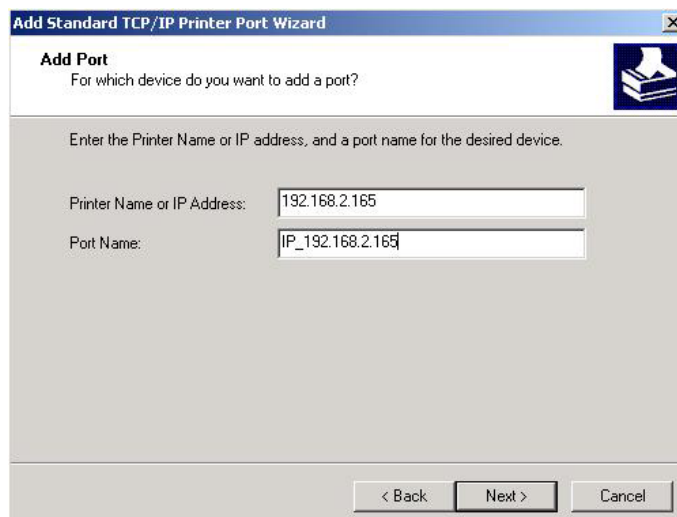 Add Standard TCP/IP Printer Port Wizard
Add Port
For which device do you want to add a port?
Enter the Printer Name or IP address, and a port name for the desired device.
Printer Name or IP Address: 192.168.2.165
Port Name: IP_192.168.2.165
< Back Next > Cancel